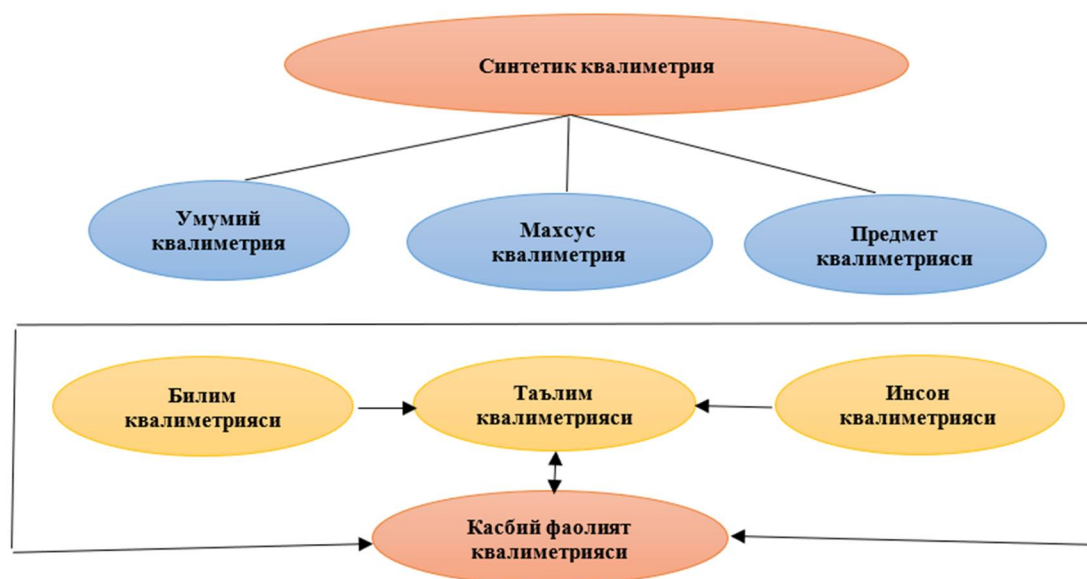 Синтетик квалиметрия
Умумий
квалиметрия
Махсус
квалиметрия
Предмет
квалиметрияси
Билим
квалиметрияси
Таълим
квалиметрияси
Инсон
квалиметрияси
Касбий фаолият
квалиметрияси